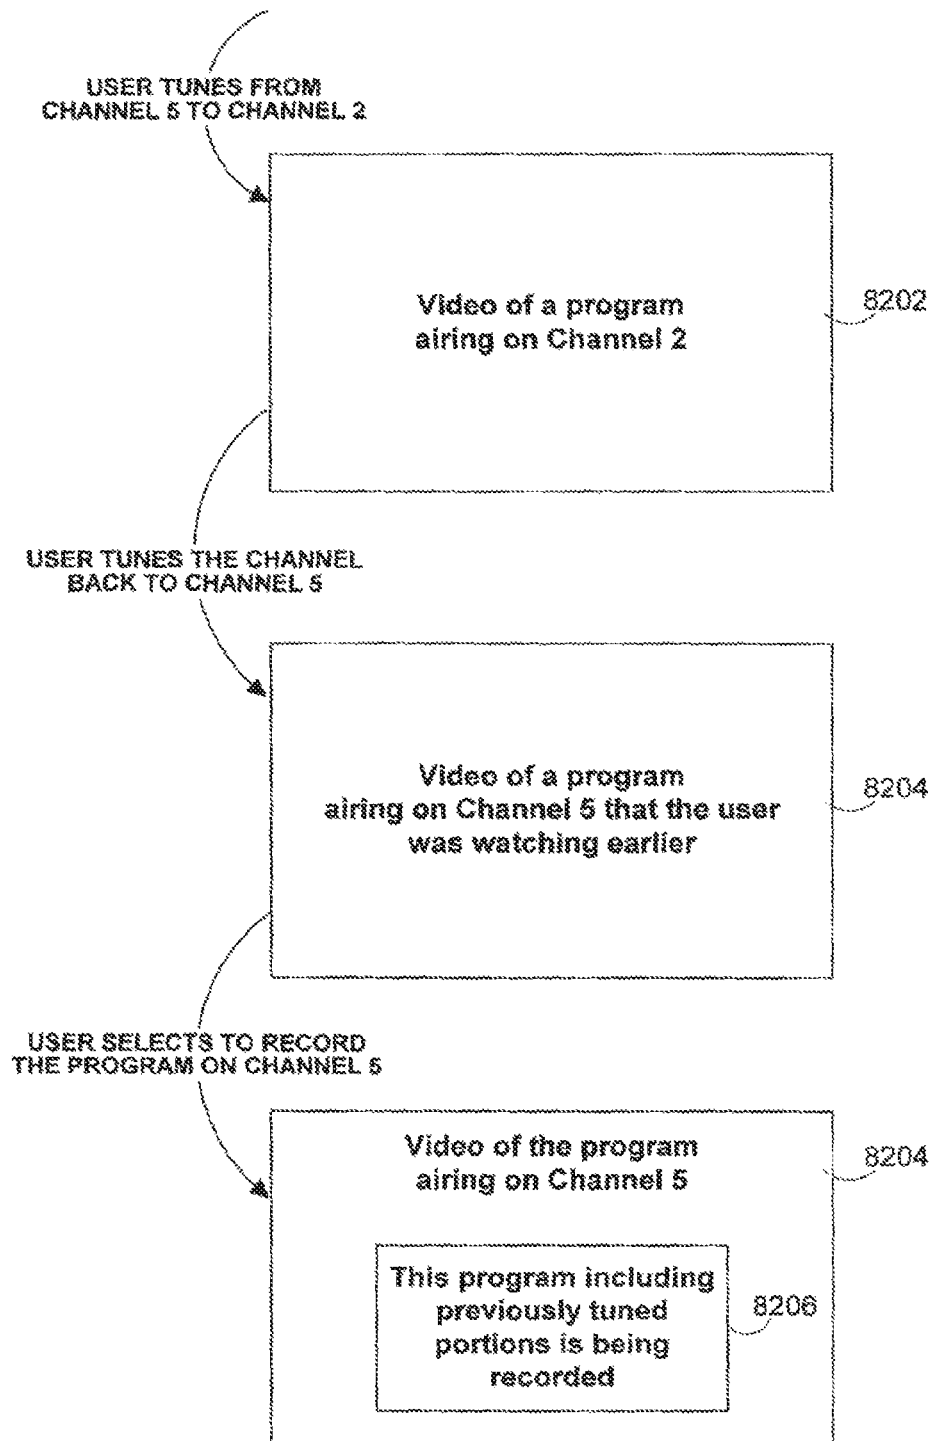 USER TUNES FROM
CHANNEL 5 TO CHANNEL 2
Video of a program
airing on Channel 2
8202
USER TUNES THE CHANNEL
BACK TO CHANNEL 5
Video of a program
airing on Channel 5 that the user
was watching earlier
8204
USER SELECTS TO RECORD
THE PROGRAM ON CHANNEL 5
Video of the program
airing on Channel 5
8204
This program including
previously tuned
portions is being
recorded
8206